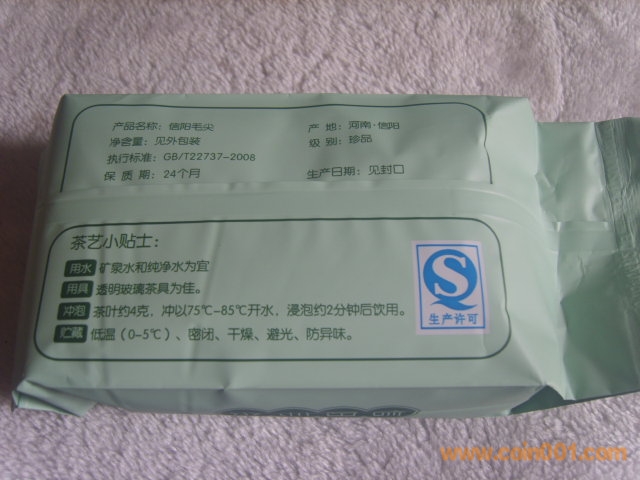 产品名称：信阳毛尖
产 地：河南·信阳
净含量：见外包装
级 别：珍品
执行标准：GB/T22737-2008
保 质 期：24个月
生产日期：见封口
茶艺小贴士：
用水 矿泉水和纯净水为宜
用具 透明玻璃茶具为佳。
冲泡 茶叶约4克，冲以75℃-85℃开水，浸泡约2分钟后饮用。
贮藏 低温（0-5℃）、密闭、干燥、避光、防异味。
生产许可
www.cnin001.com